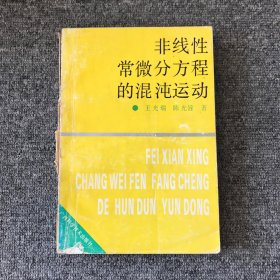 非线性
常微分方程
的混沌运动
王光瑞 陈光旨 著
FEI XIAN XING
CHANG WEI FEN FANG CHENG
DE HUN DUN YUN DONG